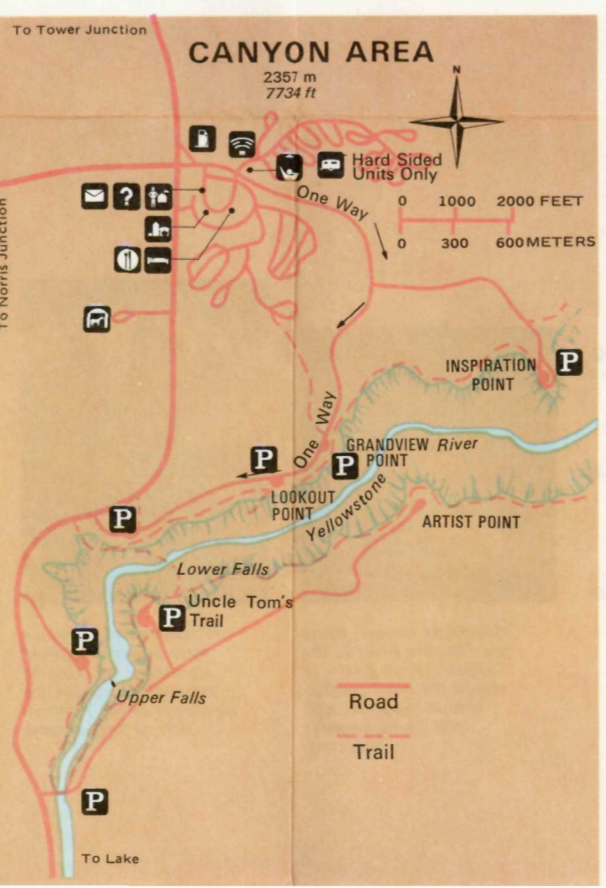 To Tower Junction
CANYON AREA
2357 m
7734 ft
N
Hard Sided
Units Only
One Way
0 1000 2000 FEET
0 300 600 METERS
?
To Norris Junction
INSPIRATION
POINT
P
One Way
P
GRANDVIEW
POINT
P
River
LOOKOUT
POINT
Yellowstone
ARTIST POINT
P
Lower Falls
Uncle Tom's
Trail
P
P
Upper Falls
Road
Trail
P
To Lake